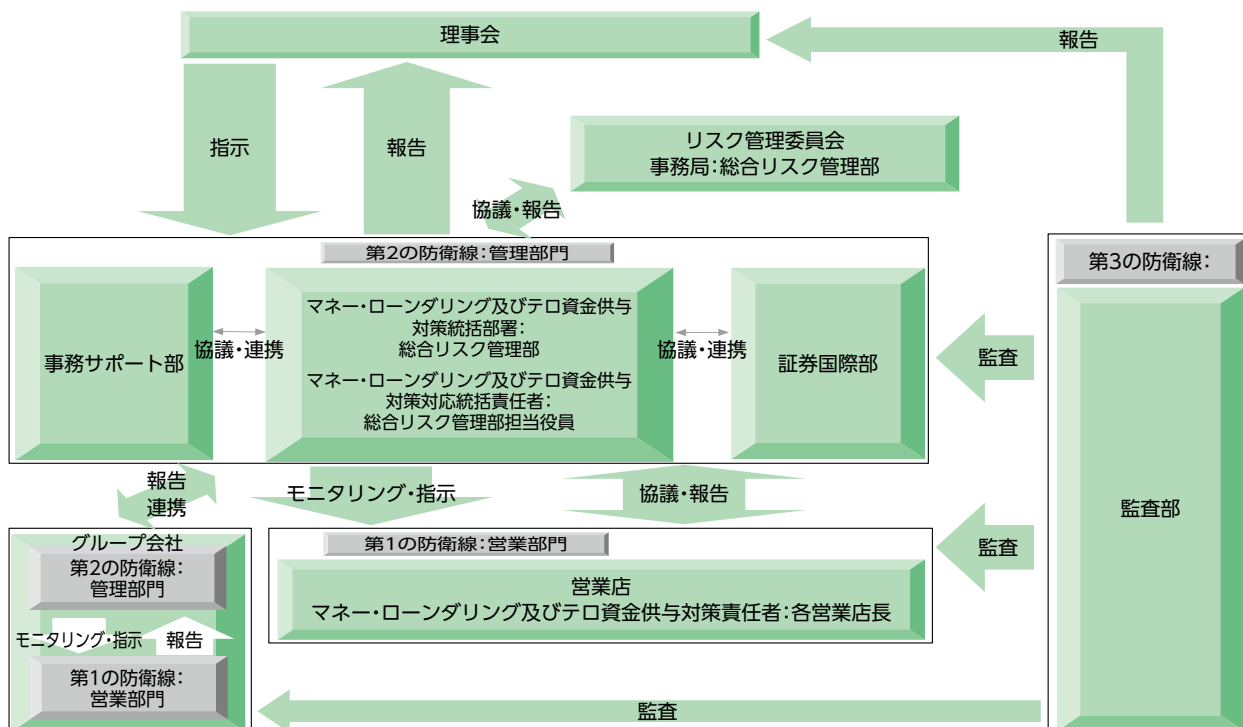 理事会
報告
指示
報告
リスク管理委員会
事務局：総合リスク管理部
協議・報告
第2の防衛線：管理部門
第3の防衛線：
事務サポート部
協議・連携
マネー・ローンダリング及びテロ資金供与
対策統括部署：
総合リスク管理部
マネー・ローンダリング及びテロ資金供与
対策対応統括責任者：
総合リスク管理部担当役員
協議・連携
証券国際部
監査
監査部
報告
連携
モニタリング・指示
協議・報告
グループ会社
第2の防衛線：
管理部門
モニタリング・指示
報告
第1の防衛線：
営業部門
第1の防衛線：営業部門
営業店
マネー・ローンダリング及びテロ資金供与対策責任者：各営業店長
監査
監査